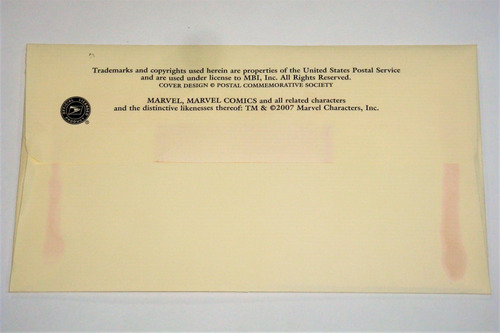 Trademarks and copyrights used herein are properties of the United States Postal Service
and are used under license to MBI, Inc. All Rights Reserved.
COVER DESIGN © POSTAL COMMEMORATIVE SOCIETY
MARVEL, MARVEL COMICS and all related characters
and the distinctive likenesses thereof: TM & ©2007 Marvel Characters, Inc.